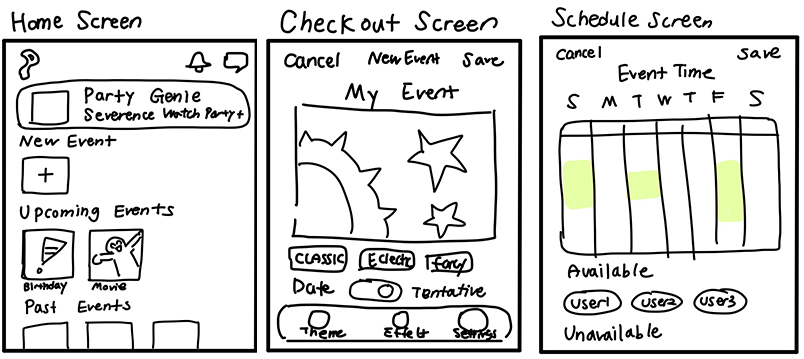 Home Screen
Party Genie
Severence Watch Party +
New Event
+
Upcoming Events
Birthday
Movie
Past Events
Checkout Screen
Cancel New Event Save
My Event
CLASSIC Eclectic Fancy
Date Tentative
Theme Effect Settings
Schedule Screen
Cancel Save
Event Time
S M T W T F S
Available
User1 User2 User3
Unavailable